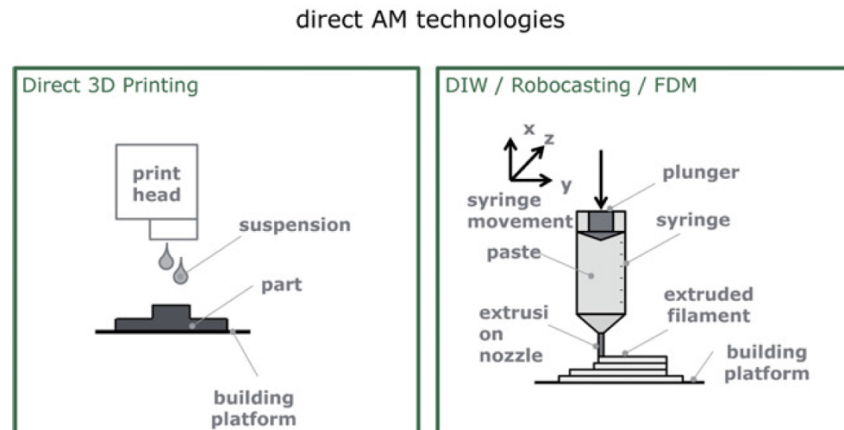 direct AM technologies
Direct 3D Printing
print
head
suspension
part
building
platform
DIW / Robocasting / FDM
x
z
y
syringe
movement
plunger
syringe
paste
extrusi
on
nozzle
extruded
filament
building
platform